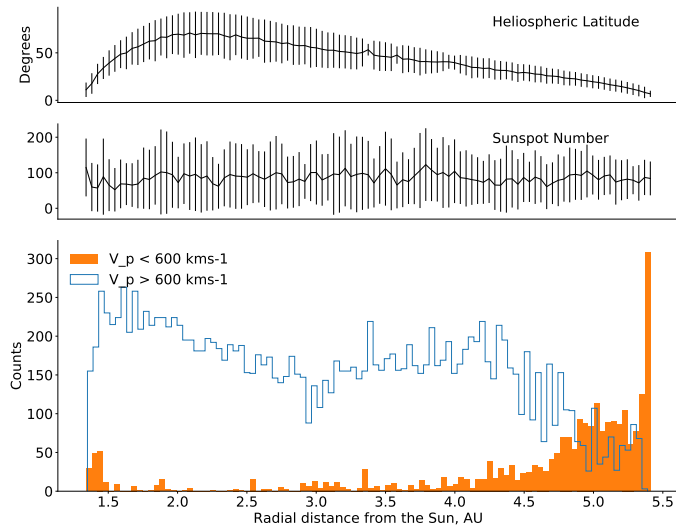 Heliospheric Latitude
Degrees
50
0
Sunspot Number
200
100
0
V_p < 600 kms-1
V_p > 600 kms-1
Counts
300
250
200
150
100
50
0
1.5 2.0 2.5 3.0 3.5 4.0 4.5 5.0 5.5
Radial distance from the Sun, AU